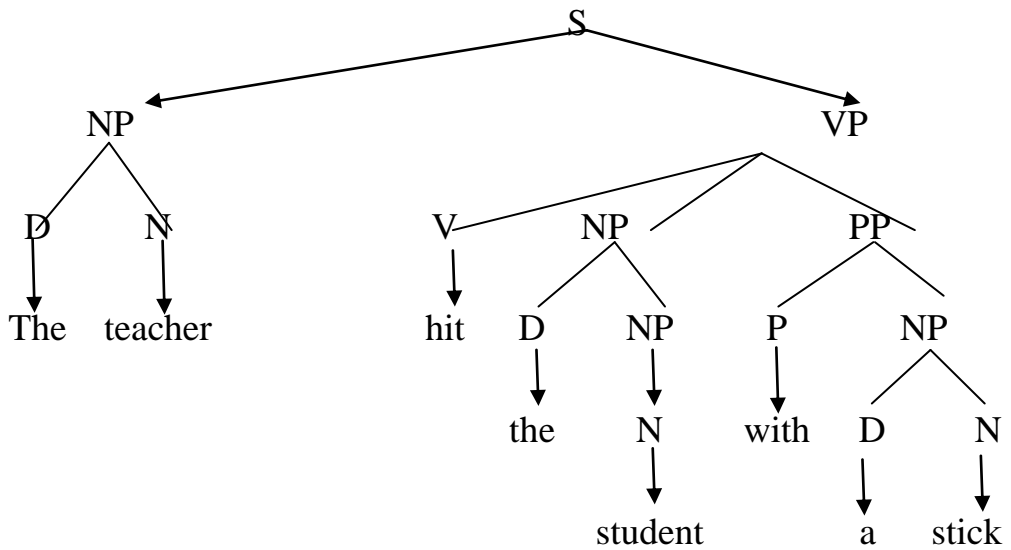 S
NP VP
D N V NP PP
The teacher hit D NP P NP
the N with D N
student a stick